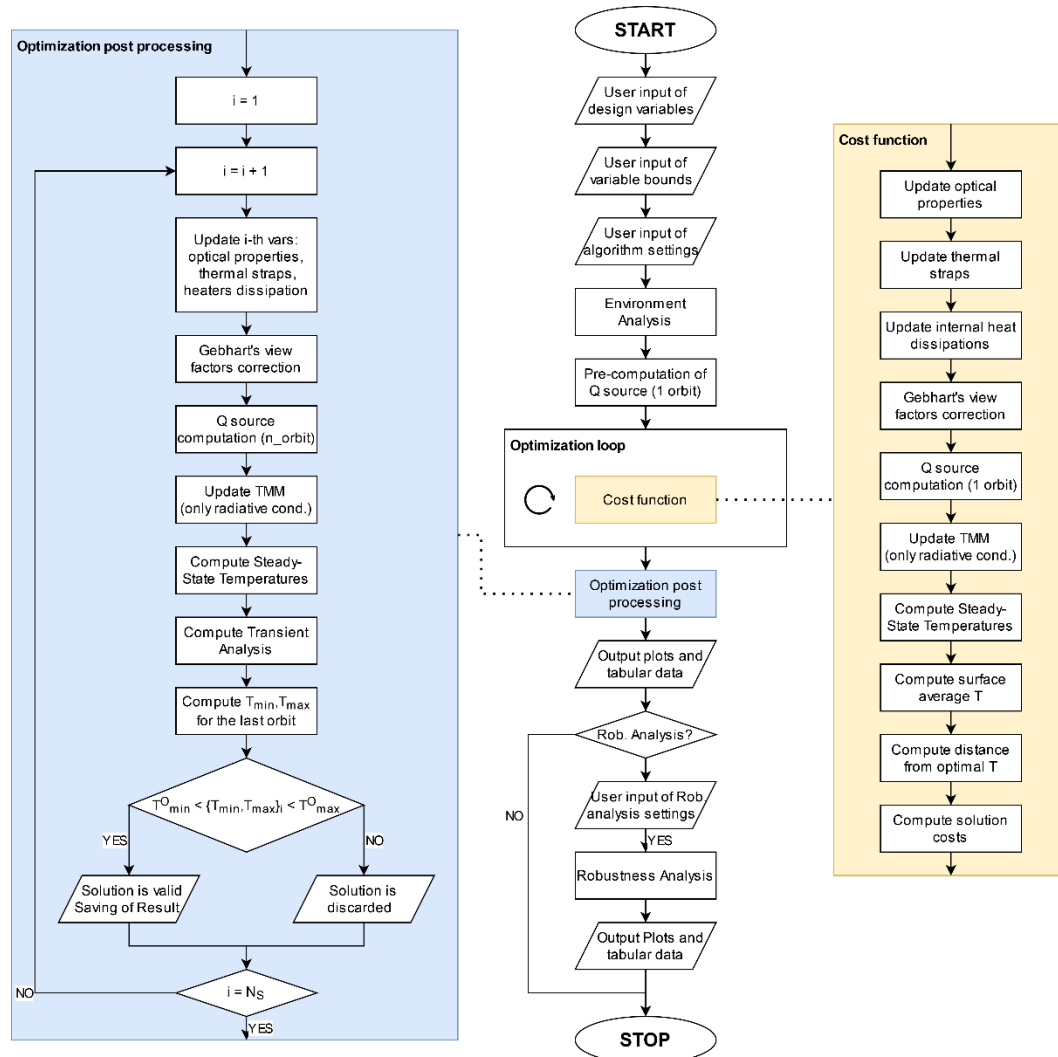 Optimization post processing
i = 1
i = i + 1
Update i-th vars:
optical properties,
thermal straps,
heaters dissipation
Gebhart's view
factors correction
Q source
computation (n_orbit)
Update TMM
(only radiative cond.)
Compute Steady-
State Temperatures
Compute Transient
Analysis
Compute Tmin,Tmax
for the last orbit
TOmin < {Tmin,Tmax}i < TOmax
YES
NO
Solution is valid
Saving of Result
Solution is
discarded
i = NS
NO
YES
START
User input of
design variables
User input of
variable bounds
User input of
algorithm settings
Environment
Analysis
Pre-computation of
Q source (1 orbit)
Optimization loop
Cost function
Optimization post
processing
Output plots and
tabular data
Rob. Analysis?
NO
User input of Rob.
analysis settings
YES
Robustness Analysis
Output Plots and
tabular data
STOP
Cost function
Update optical
properties
Update thermal
straps
Update internal heat
dissipations
Gebhart's view
factors correction
Q source
computation (1 orbit)
Update TMM
(only radiative cond.)
Compute Steady-
State Temperatures
Compute surface
average T
Compute distance
from optimal T
Compute solution
costs